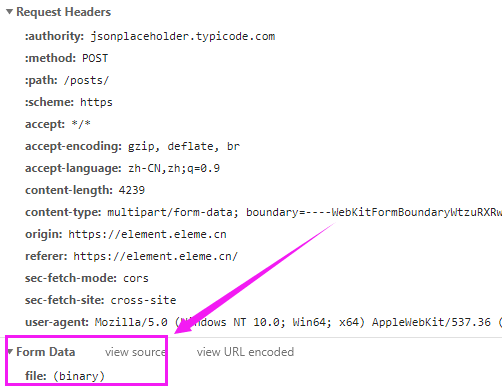 Request Headers
:authority: jsonplaceholder.typicode.com
:method: POST
:path: /posts/
:scheme: https
accept: */*
accept-encoding: gzip, deflate, br
accept-language: zh-CN,zh;q=0.9
content-length: 4239
content-type: multipart/form-data; boundary=----WebKitFormBoundaryWtzuRXRw
origin: https://element.eleme.cn
referer: https://element.eleme.cn/
sec-fetch-mode: cors
sec-fetch-site: cross-site
user-agent: Mozilla/5.0 (Windows NT 10.0; Win64; x64) AppleWebKit/537.36 (
Form Data view source view URL encoded
file: (binary)